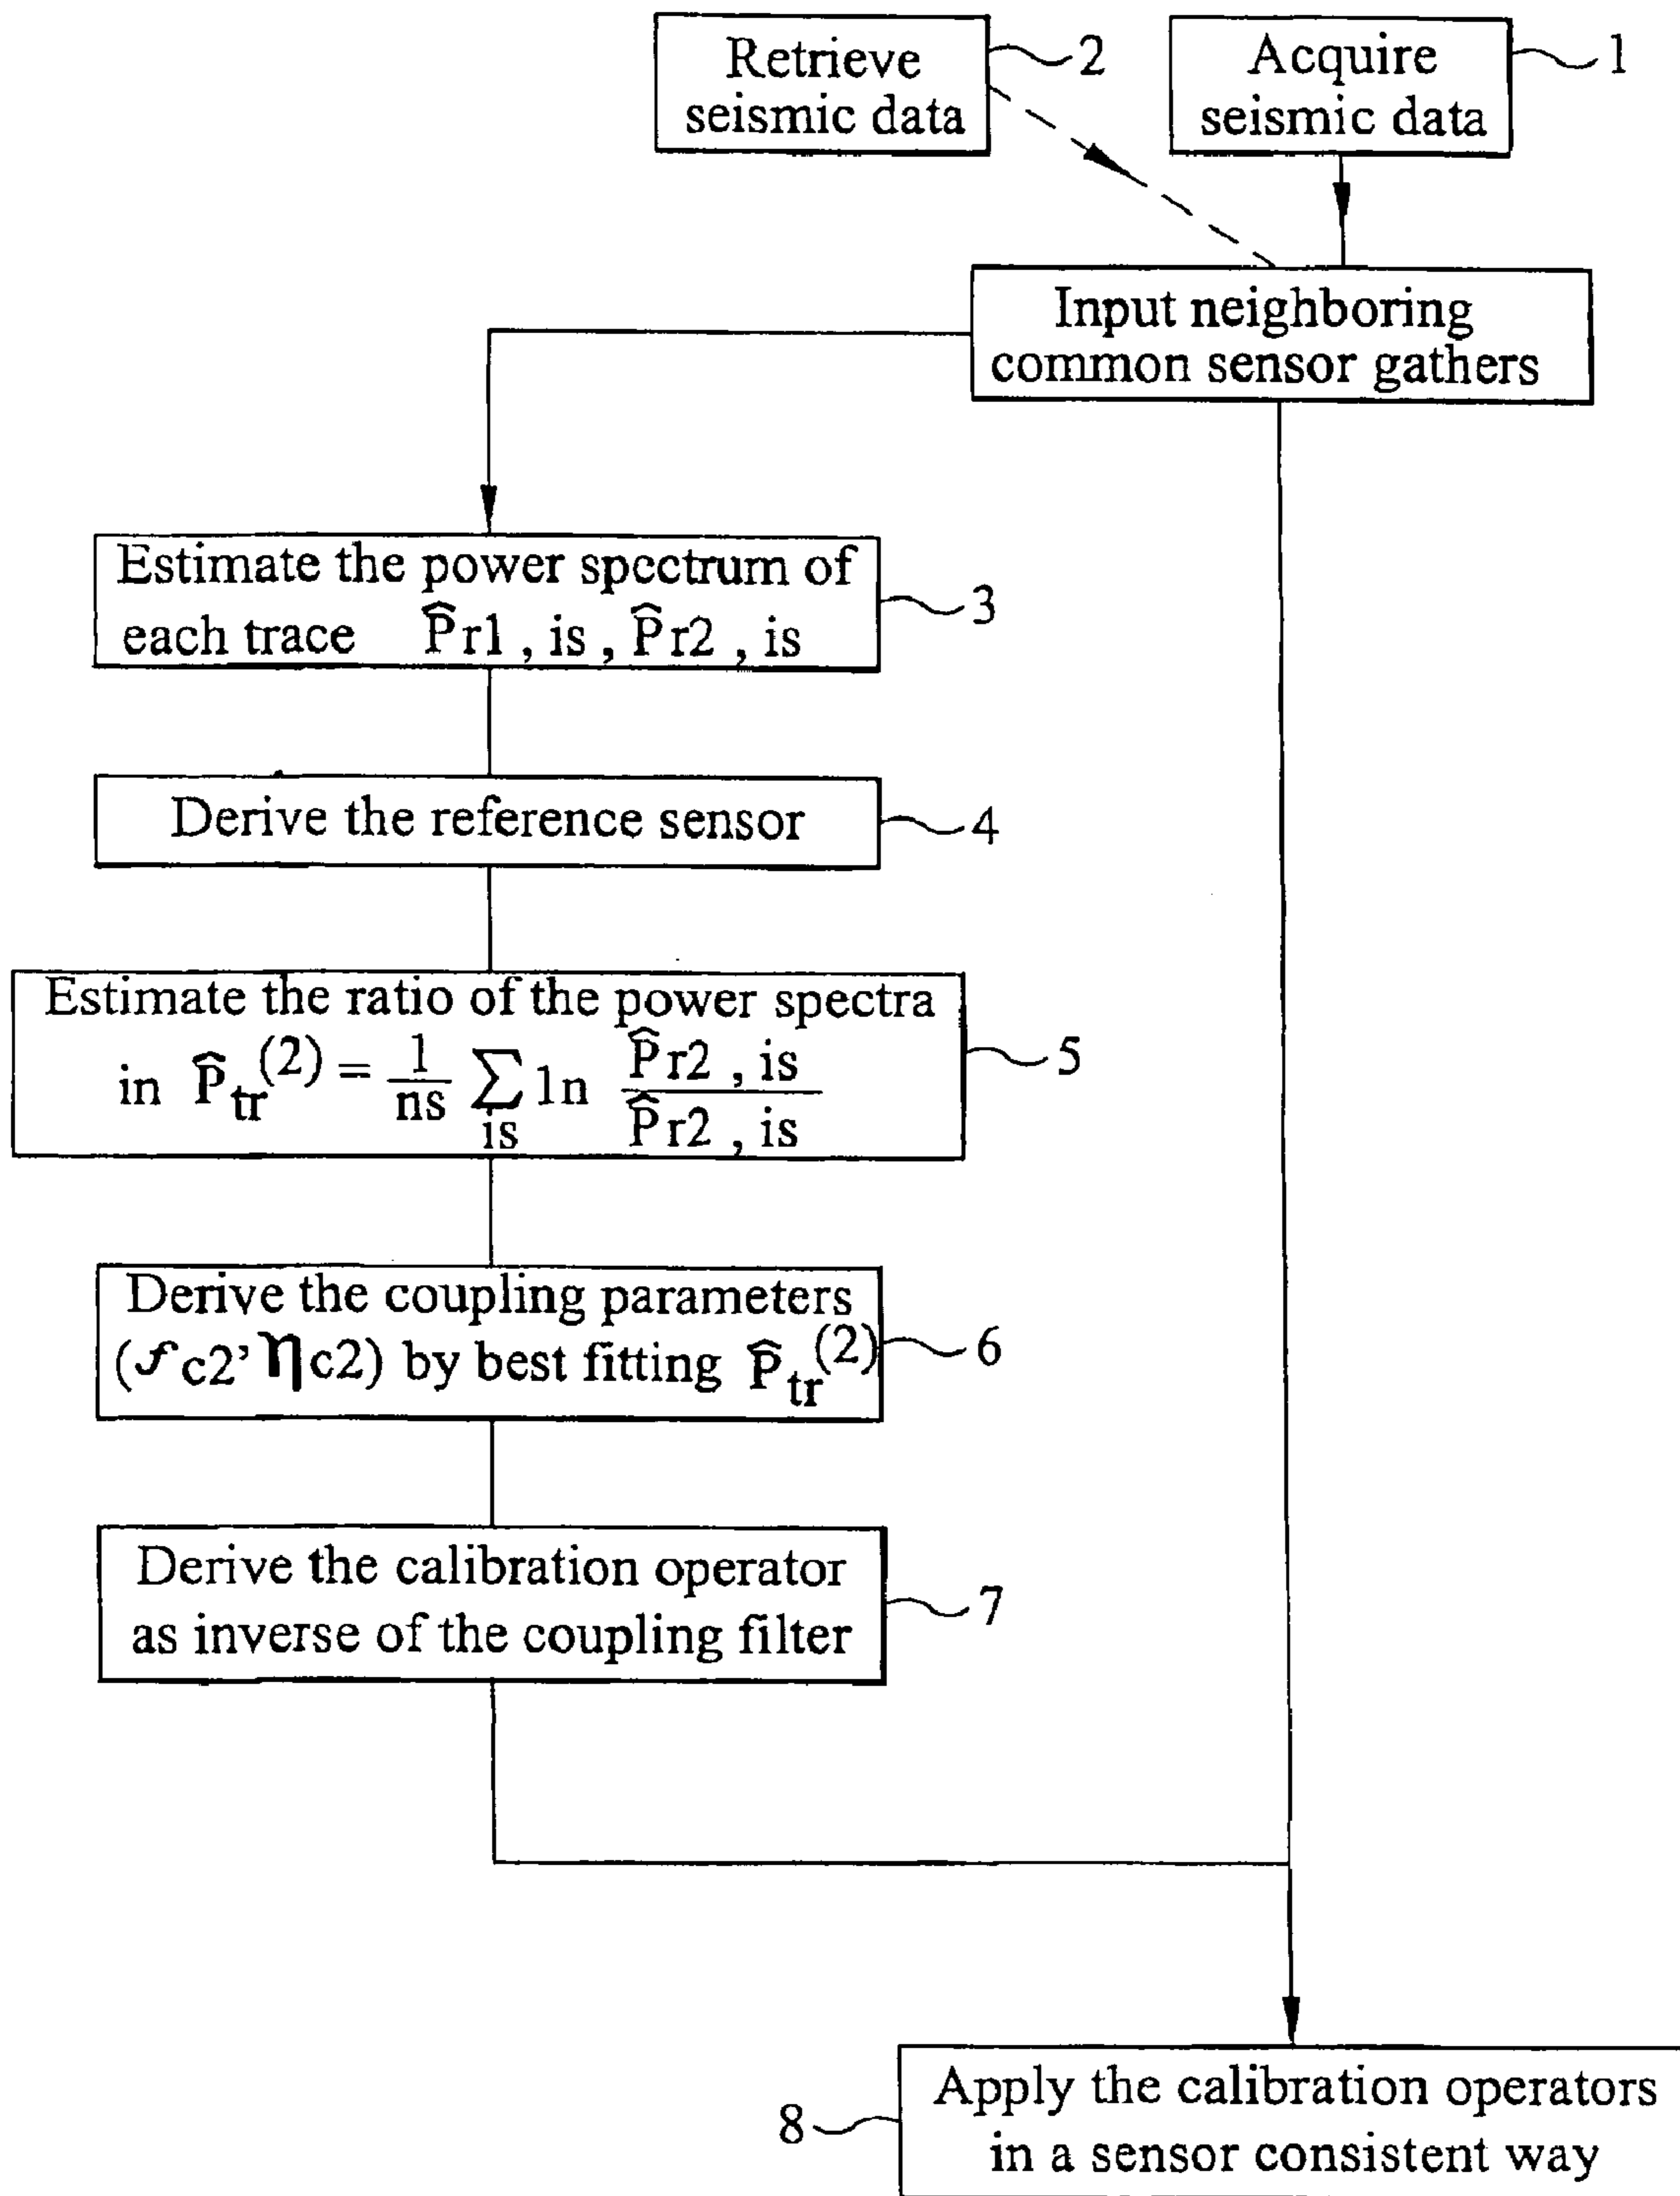 Retrieve
seismic data
2
Acquire
seismic data
1
Input neighboring
common sensor gathers
Estimate the power spectrum of
each trace P̂r1 , is , P̂r2 , is
3
Derive the reference sensor
4
Estimate the ratio of the power spectra
in P̂tr(2) = 1/ns ∑is ln P̂r2 , is / P̂r2 , is
5
Derive the coupling parameters
(fc2, ηc2) by best fitting P̂tr(2)
6
Derive the calibration operator
as inverse of the coupling filter
7
Apply the calibration operators
in a sensor consistent way
8